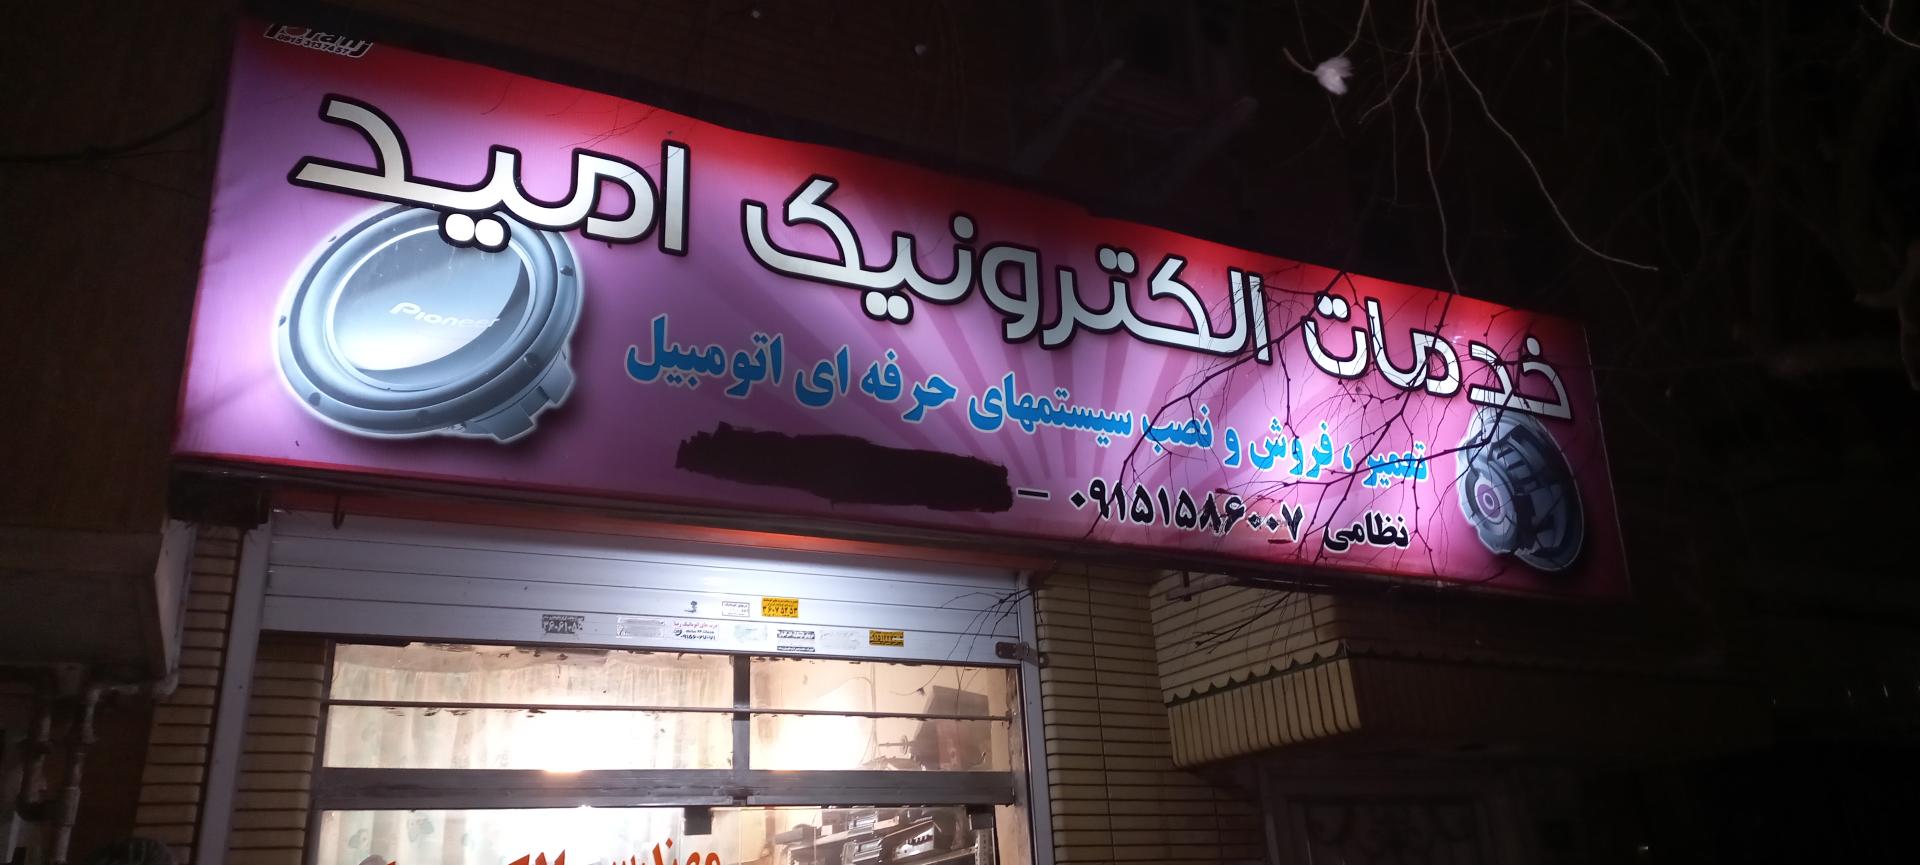 خدمات الکترونیک امید
Pioneer
تعمیر ، فروش و نصب سیستمهای حرفه ای اتومبیل
نظامی ۰۹۱۵۱۵۸۶۰۰۷ –